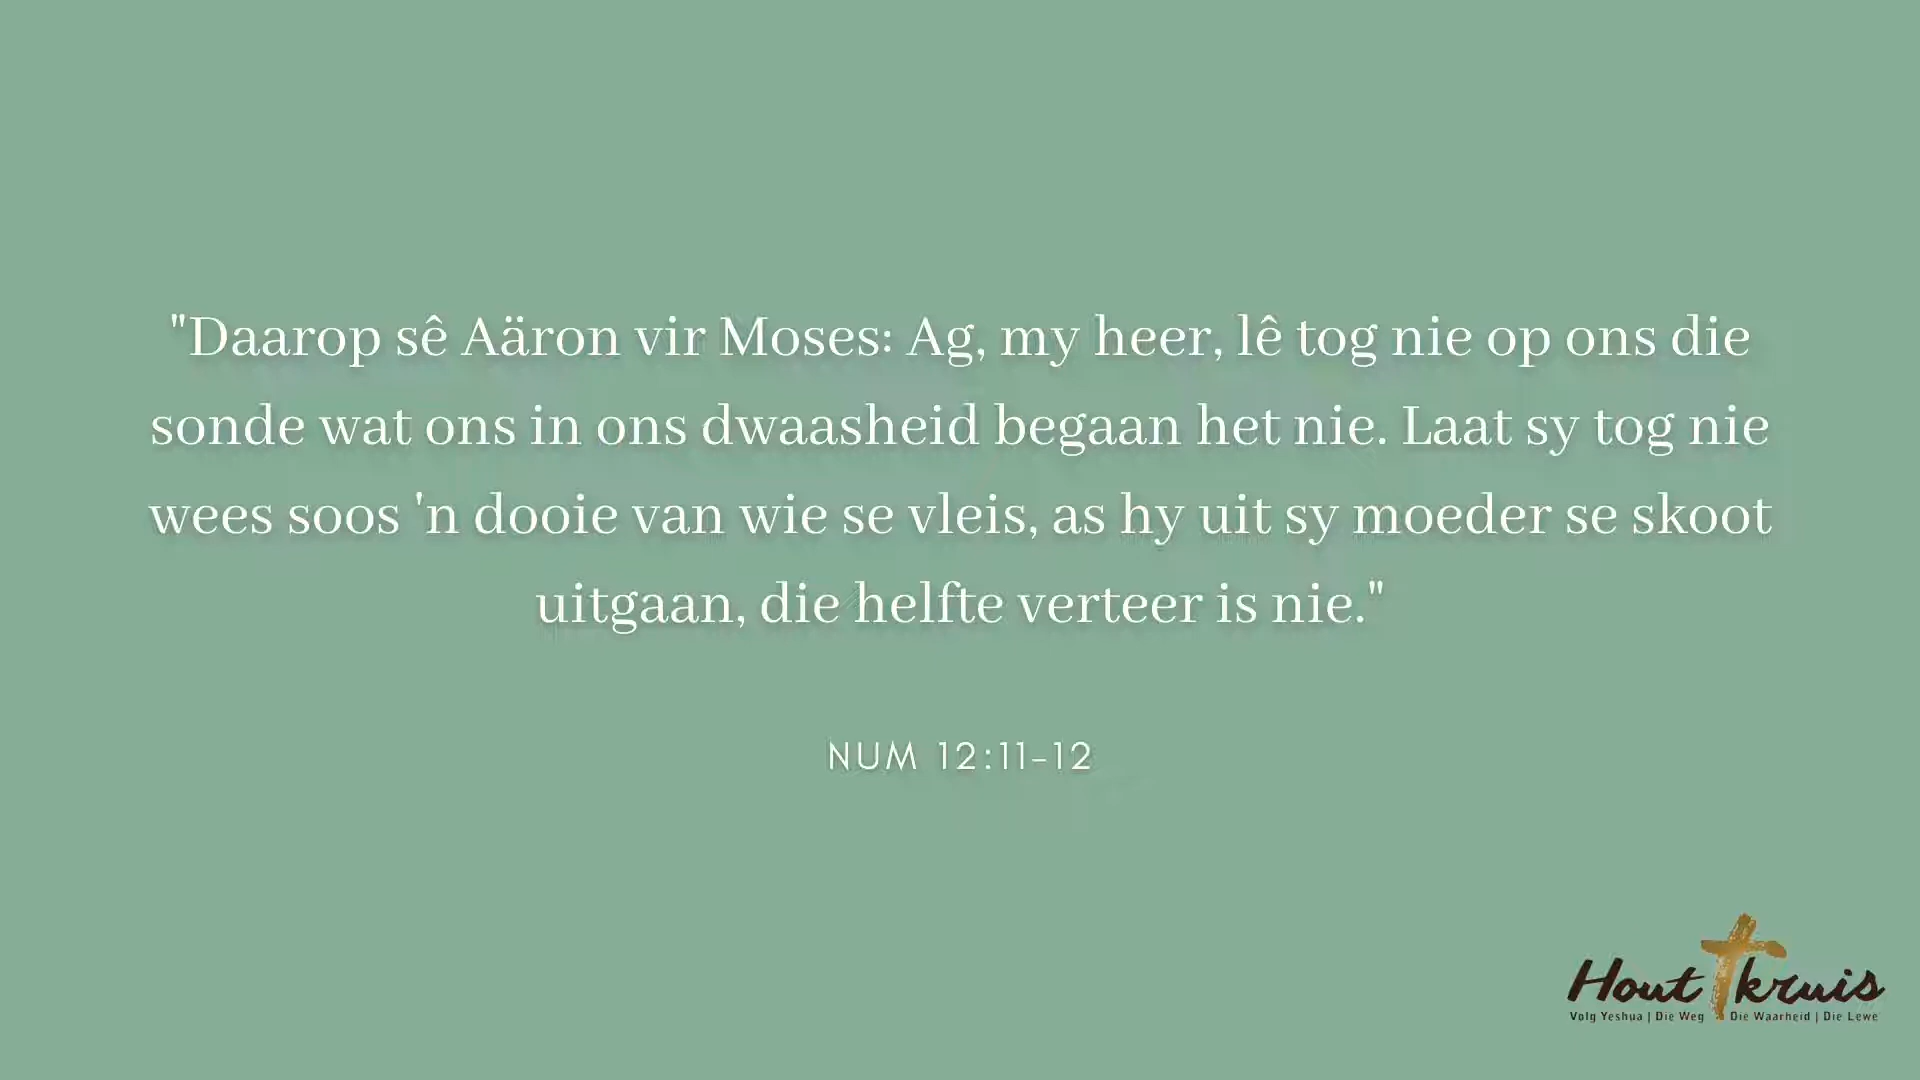 "Daarop sê Aäron vir Moses: Ag, my heer, lê tog nie op ons die
sonde wat ons in ons dwaasheid begaan het nie. Laat sy tog nie
wees soos 'n dooie van wie se vleis, as hy uit sy moeder se skoot
uitgaan, die helfte verteer is nie."
NUM 12:11-12
Hout kruis
Volg Yeshua | Die Weg Die Waarheid | Die Lewe